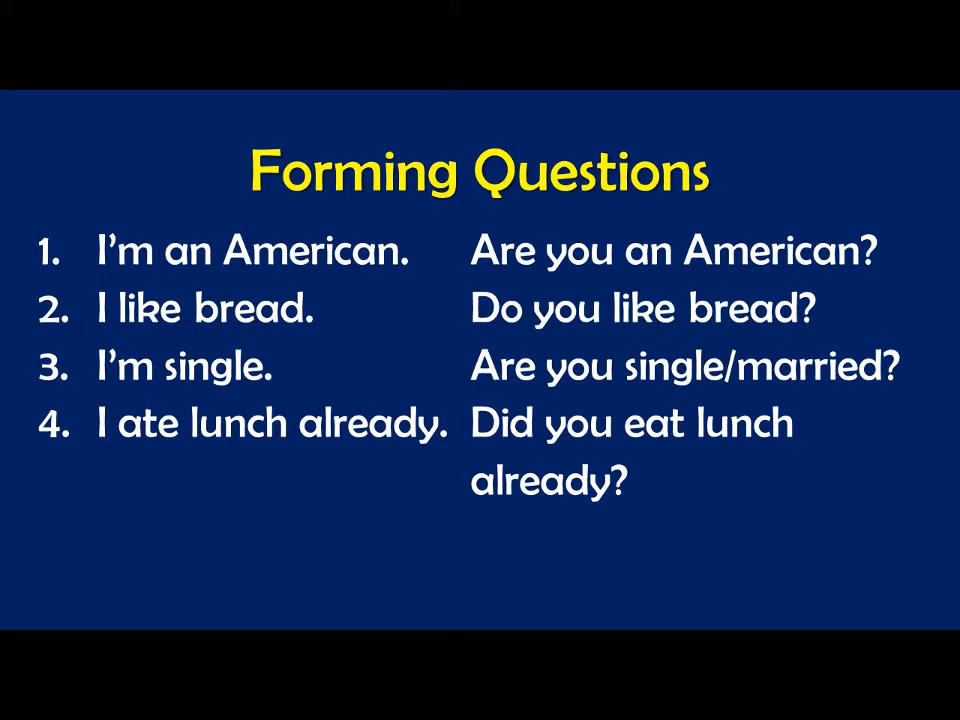 Forming Questions
1. I'm an American. Are you an American?
2. I like bread. Do you like bread?
3. I'm single. Are you single/married?
4. I ate lunch already. Did you eat lunch
already?